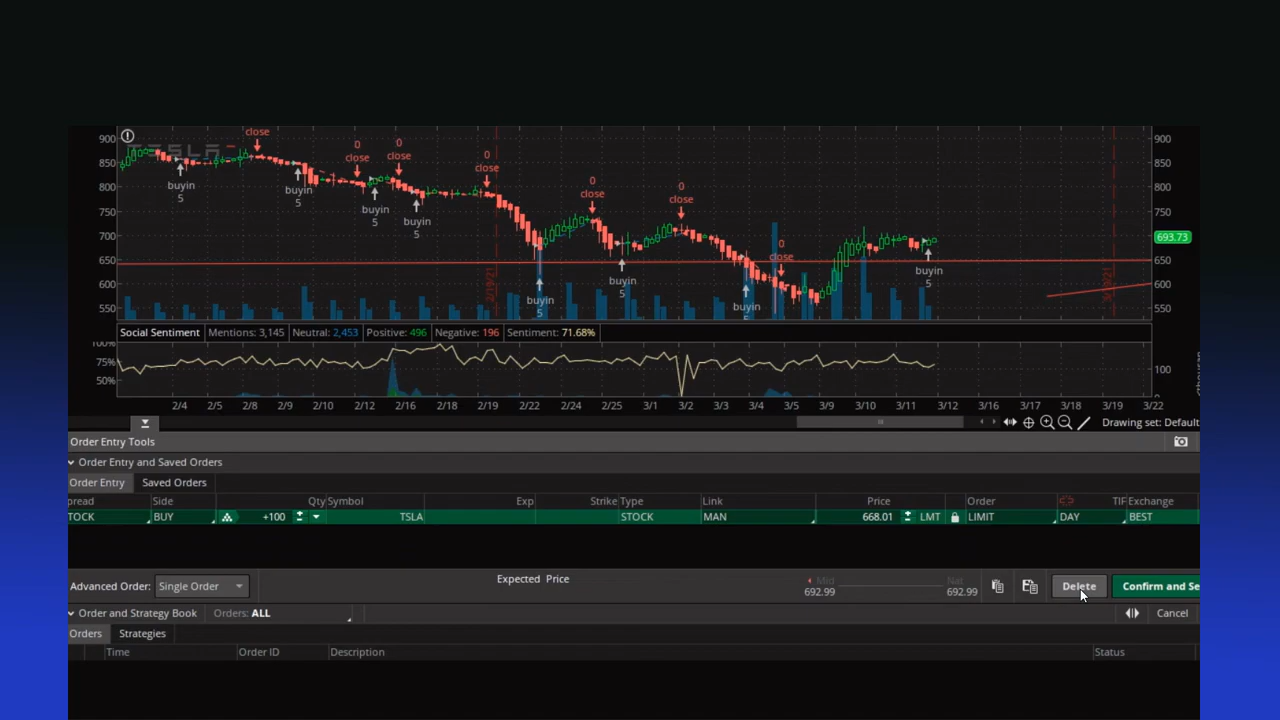 TESLA
900
850
800
750
700
650
600
550
close
0
close
0
close
0
close
0
close
0
close
0
close
buyin
5
buyin
5
buyin
5
buyin
5
buyin
5
buyin
5
buyin
5
buyin
5
900
850
800
750
693.73
650
600
550
Social Sentiment Mentions: 3,145 Neutral: 2,453 Positive: 496 Negative: 196 Sentiment: 71.68%
100%
75%
50%
100
2/4 2/5 2/8 2/9 2/10 2/12 2/16 2/18 2/19 2/22 2/24 2/25 3/1 3/2 3/3 3/4 3/5 3/9 3/10 3/11 3/12 3/16 3/17 3/18 3/19 3/22
Drawing set: Default
Order Entry Tools
Order Entry and Saved Orders
Order Entry Saved Orders
pread Side Qty Symbol Exp Strike Type Link Price Order TIF Exchange
TOCK BUY +100 TSLA STOCK MAN 668.01 LMT LIMIT DAY BEST
Advanced Order: Single Order Expected Price Mid 692.99 Nat 692.99 Delete Confirm and Se
Order and Strategy Book Orders: ALL Cancel
Orders Strategies
Time Order ID Description Status